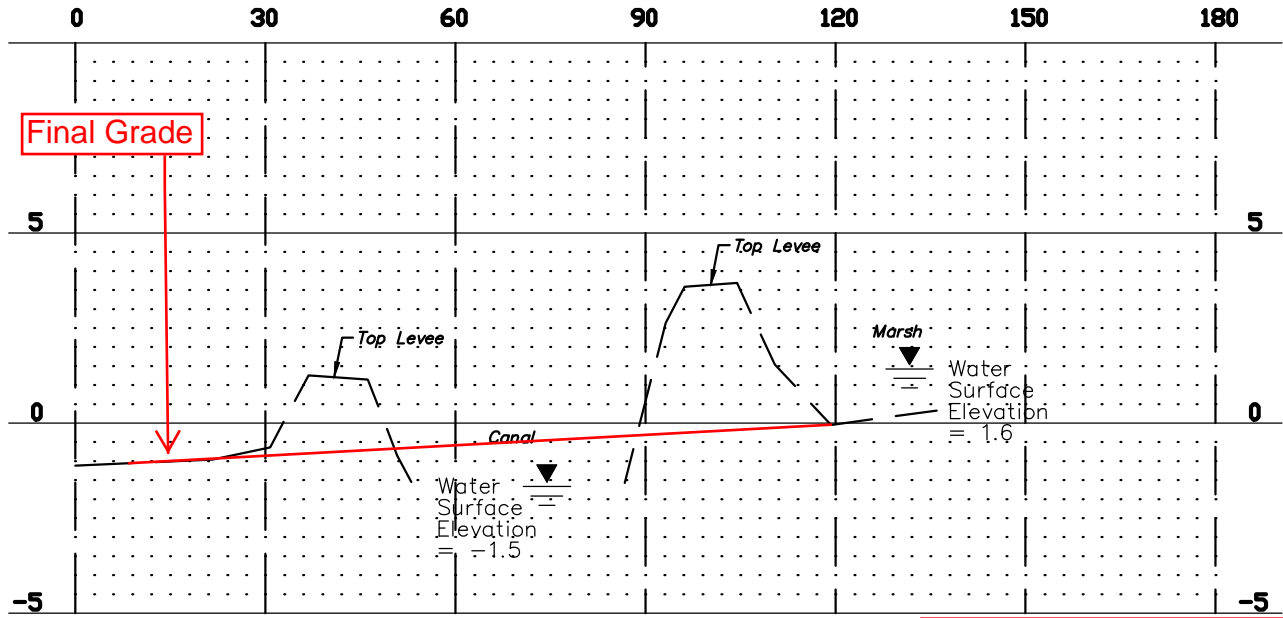 0 30 60 90 120 150 180
Final Grade
5 5
Top Levee
Top Levee
Marsh
Water
Surface
Elevation
= 1.6
0 0
Canal
Water
Surface
Elevation
= -1.5
-5 -5